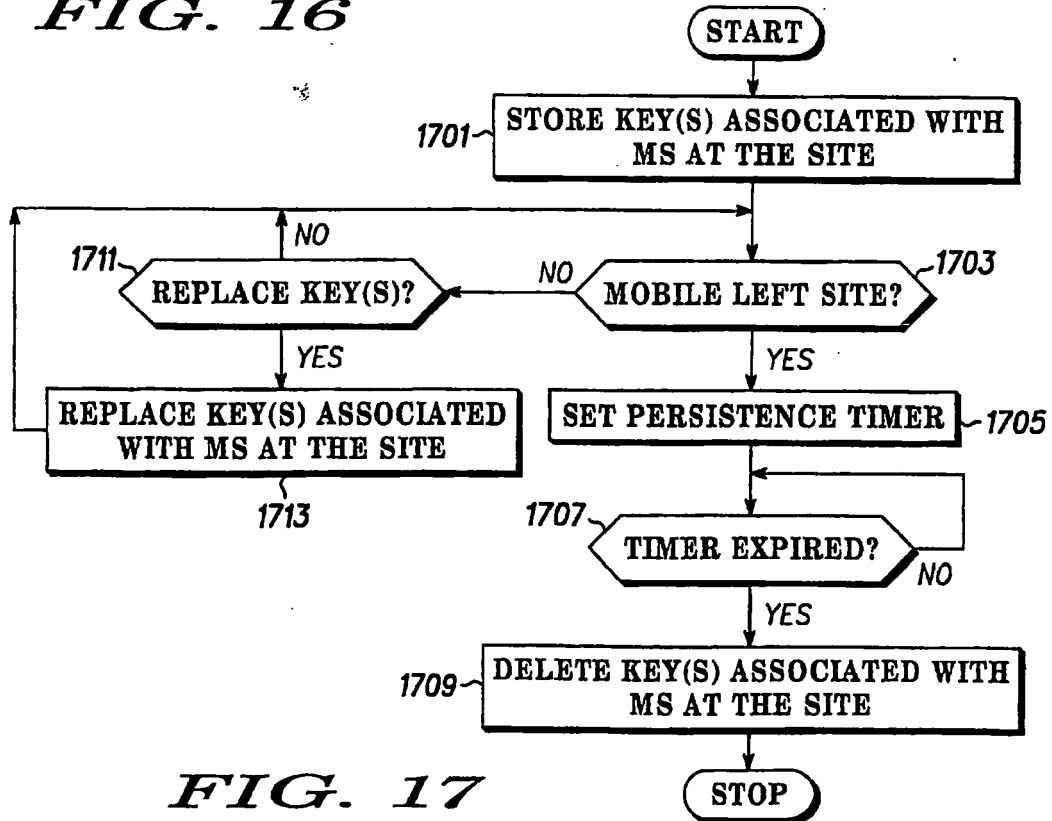 FIG. 16
START
1701
STORE KEY(S) ASSOCIATED WITH
MS AT THE SITE
1711
NO
REPLACE KEY(S)?
NO
1703
MOBILE LEFT SITE?
YES
YES
REPLACE KEY(S) ASSOCIATED
WITH MS AT THE SITE
1713
SET PERSISTENCE TIMER
1705
1707
TIMER EXPIRED?
NO
YES
1709
DELETE KEY(S) ASSOCIATED WITH
MS AT THE SITE
STOP
FIG. 17